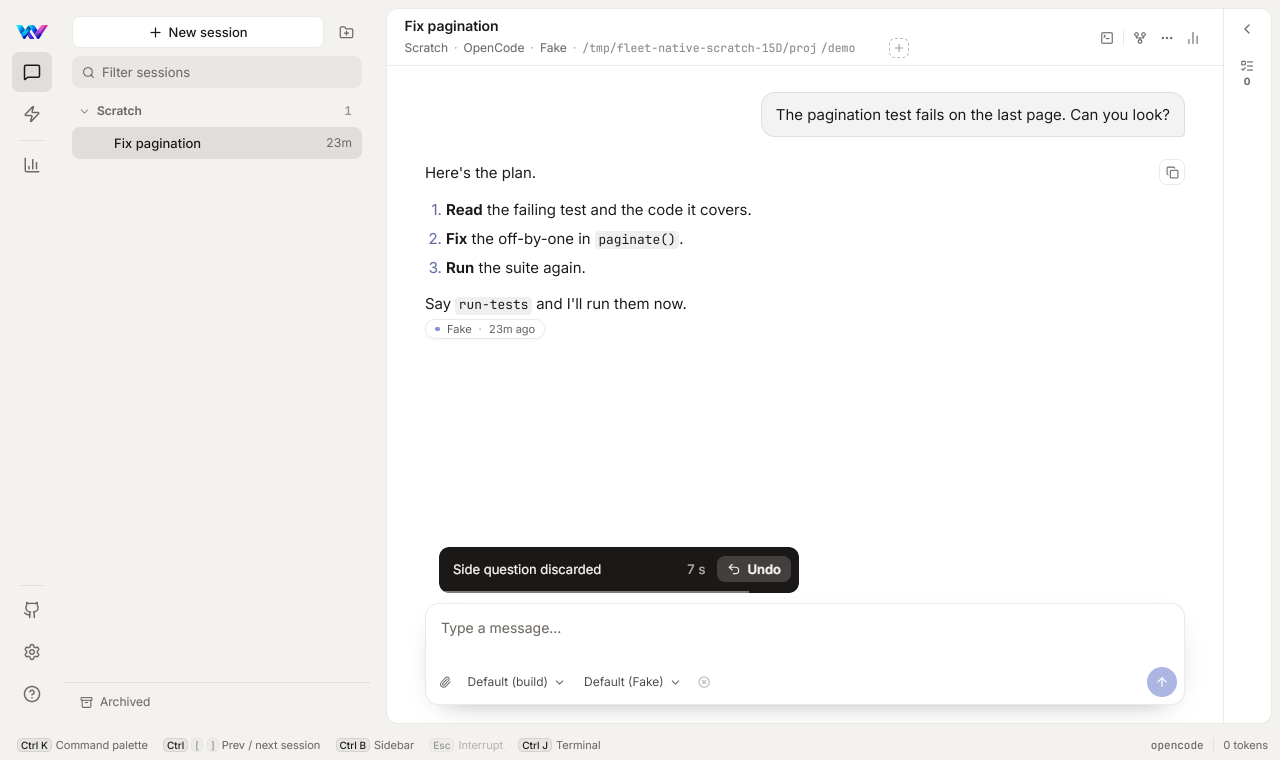 New session
Filter sessions
Scratch 1
Fix pagination 23m
Archived
Fix pagination
Scratch · OpenCode · Fake · /tmp/fleet-native-scratch-15D/proj /demo
0
The pagination test fails on the last page. Can you look?
Here's the plan.
1. Read the failing test and the code it covers.
2. Fix the off-by-one in paginate().
3. Run the suite again.
Say run-tests and I'll run them now.
Fake · 23m ago
Side question discarded 7 s Undo
Type a message...
Default (build) Default (Fake)
Ctrl K Command palette · Ctrl [ ] Prev / next session · Ctrl B Sidebar · Esc Interrupt · Ctrl J Terminal opencode 0 tokens